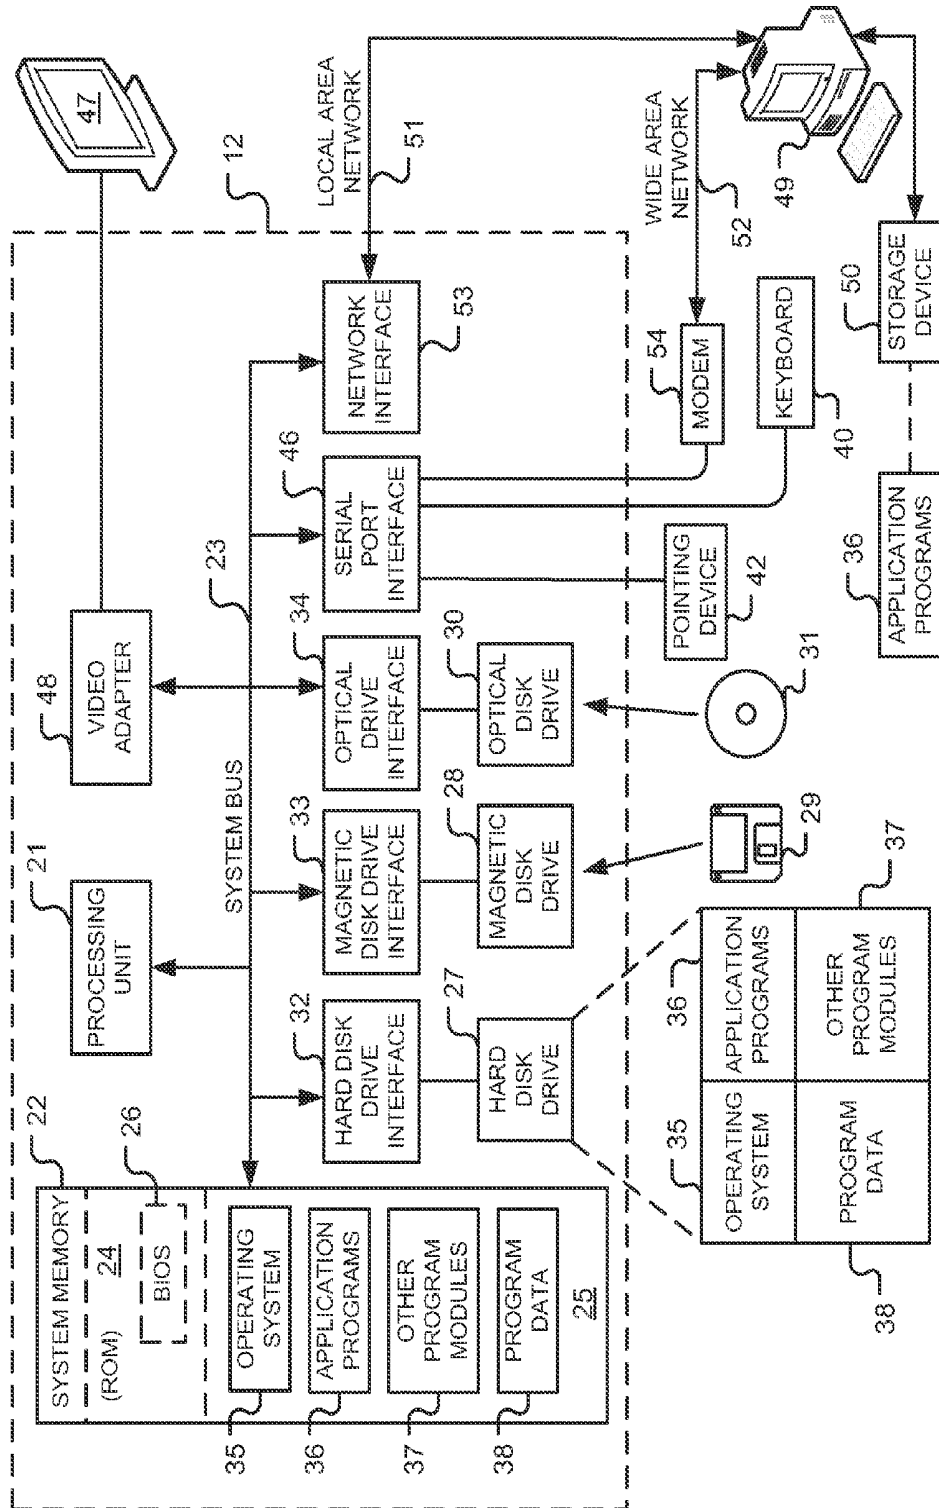 12
SYSTEM MEMORY
22
(ROM)
24
BIOS
26
OPERATING
SYSTEM
35
APPLICATION
PROGRAMS
36
OTHER
PROGRAM
MODULES
37
PROGRAM
DATA
38
25
PROCESSING
UNIT
21
VIDEO
ADAPTER
48
47
SYSTEM BUS
23
HARD DISK
DRIVE
INTERFACE
32
MAGNETIC
DISK DRIVE
INTERFACE
33
OPTICAL
DRIVE
INTERFACE
34
SERIAL
PORT
INTERFACE
46
NETWORK
INTERFACE
53
HARD
DISK
DRIVE
27
MAGNETIC
DISK
DRIVE
28
OPTICAL
DISK
DRIVE
30
LOCAL AREA
NETWORK
51
WIDE AREA
NETWORK
52
MODEM
54
KEYBOARD
40
POINTING
DEVICE
42
29
31
49
STORAGE
DEVICE
50
APPLICATION
PROGRAMS
36
OPERATING
SYSTEM
35
APPLICATION
PROGRAMS
36
PROGRAM
DATA
38
OTHER
PROGRAM
MODULES
37